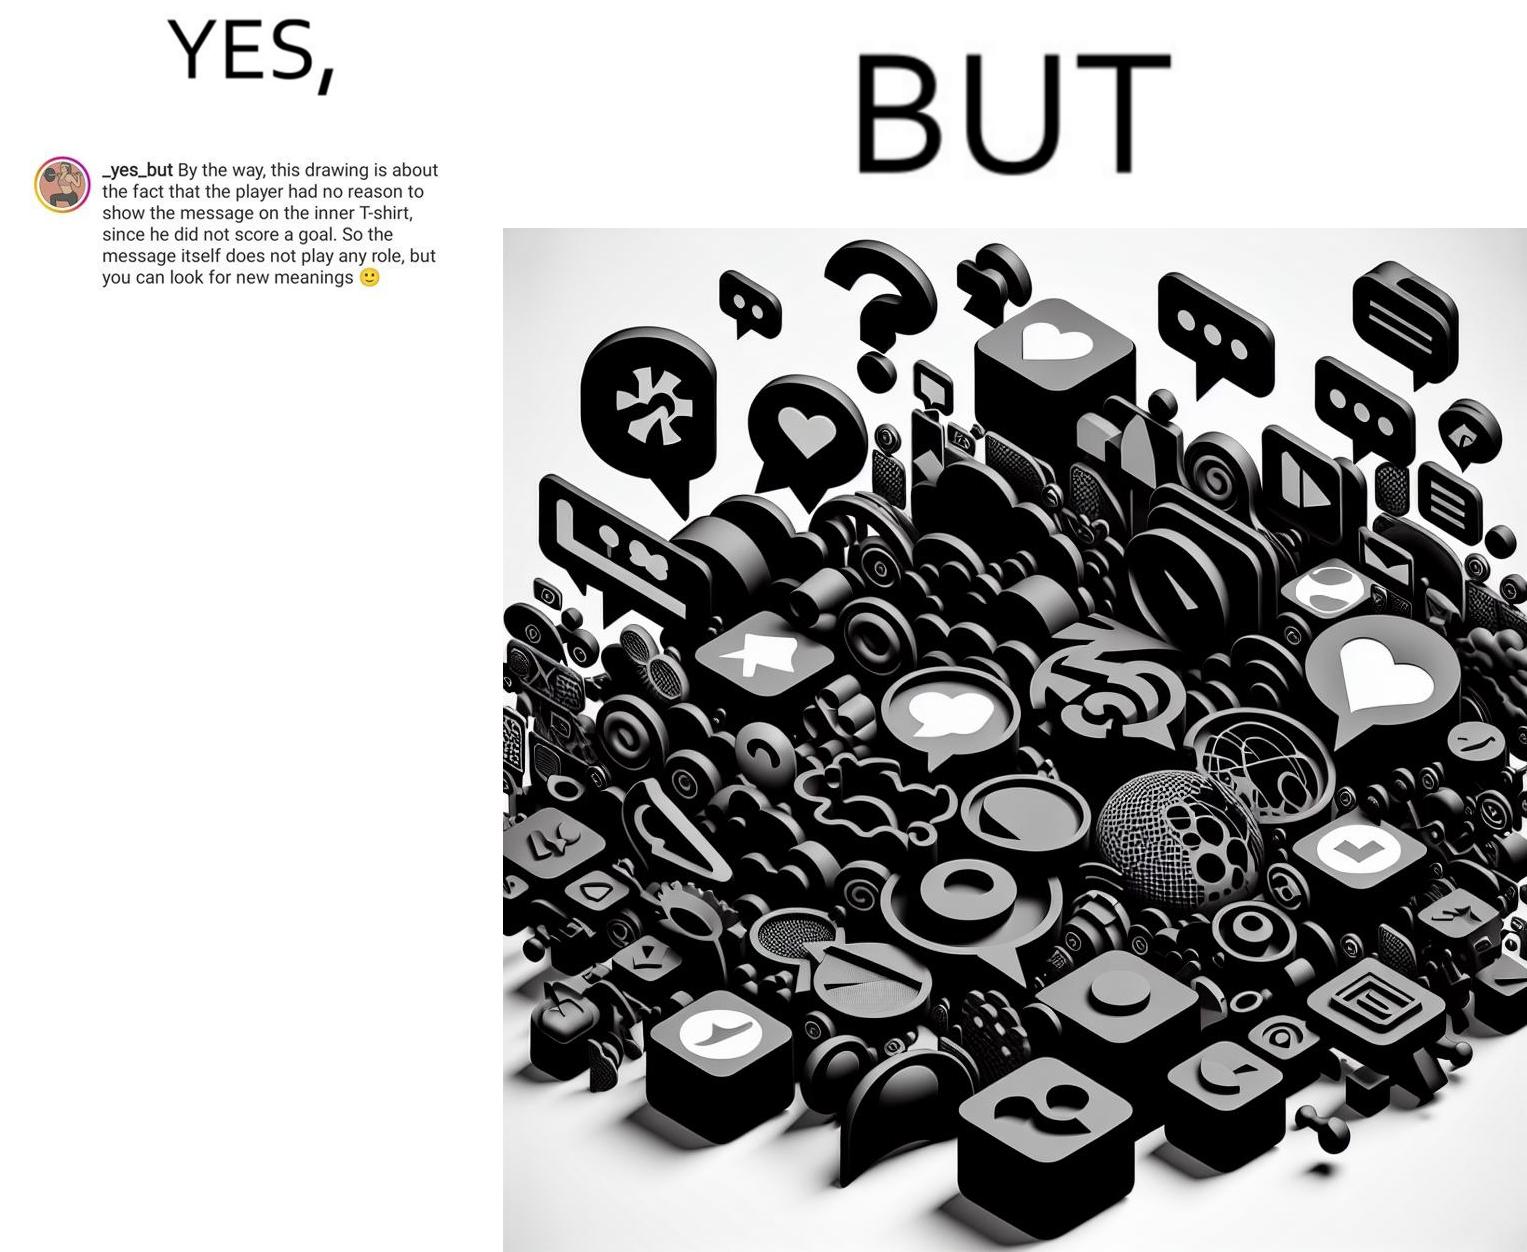 YES,
BUT
_yes_but By the way, this drawing is about
the fact that the player had no reason to
show the message on the inner T-shirt,
since he did not score a goal. So the
message itself does not play any role, but
you can look for new meanings 🙂